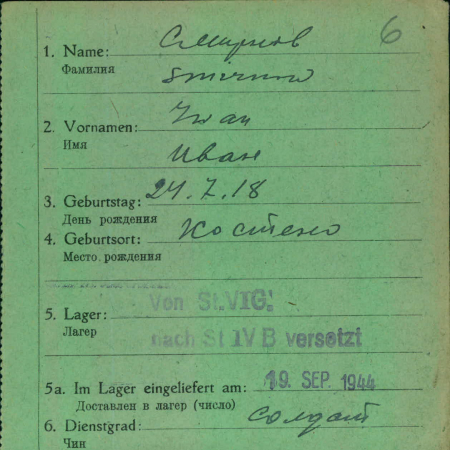 6
1. Name: Смирнов
Фамилия Smirnow
2. Vornamen: Iwan
Имя Иван
3. Geburtstag: 24.7.18
День рождения
4. Geburtsort: Костено
Место рождения
Von St.VIG.
5. Lager:
Лагер nach St IV B versetzt
5a. Im Lager eingeliefert am: 19. SEP. 1944
Доставлен в лагер (число)
6. Dienstgrad: солдат
Чин